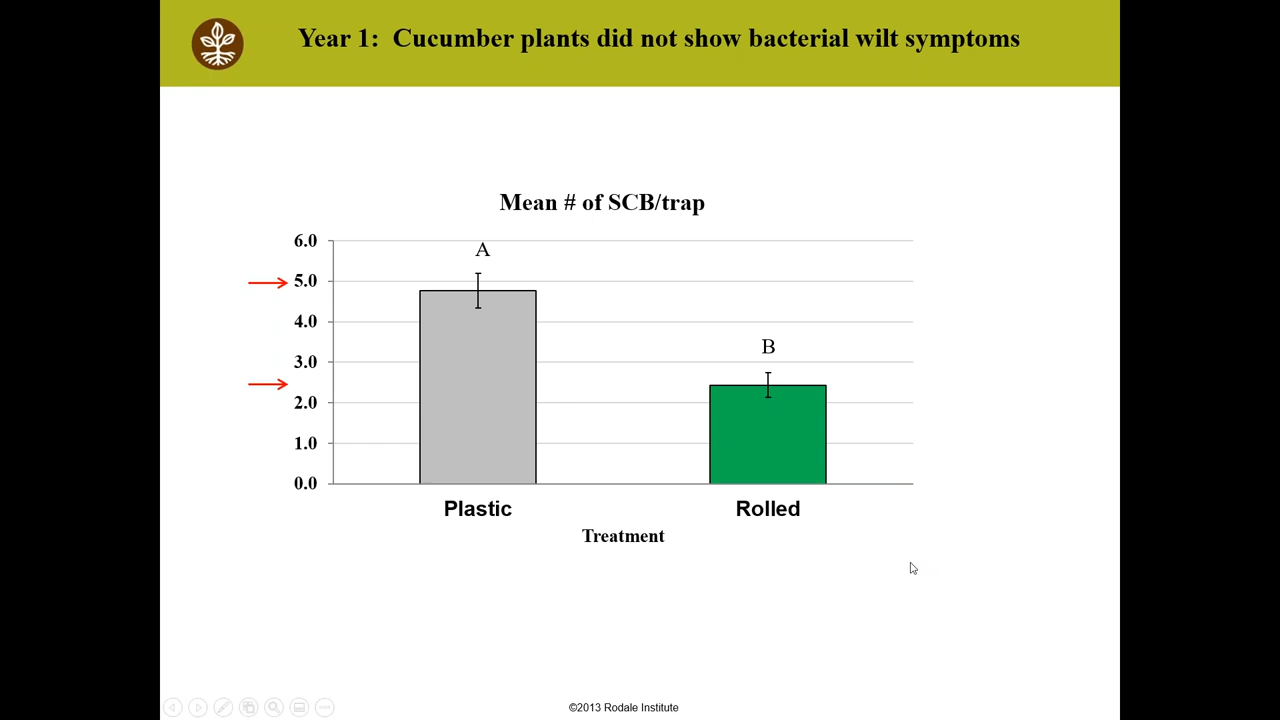 Year 1: Cucumber plants did not show bacterial wilt symptoms
Mean # of SCB/trap
6.0
A
5.0
4.0
B
3.0
2.0
1.0
0.0
Plastic
Rolled
Treatment
©2013 Rodale Institute